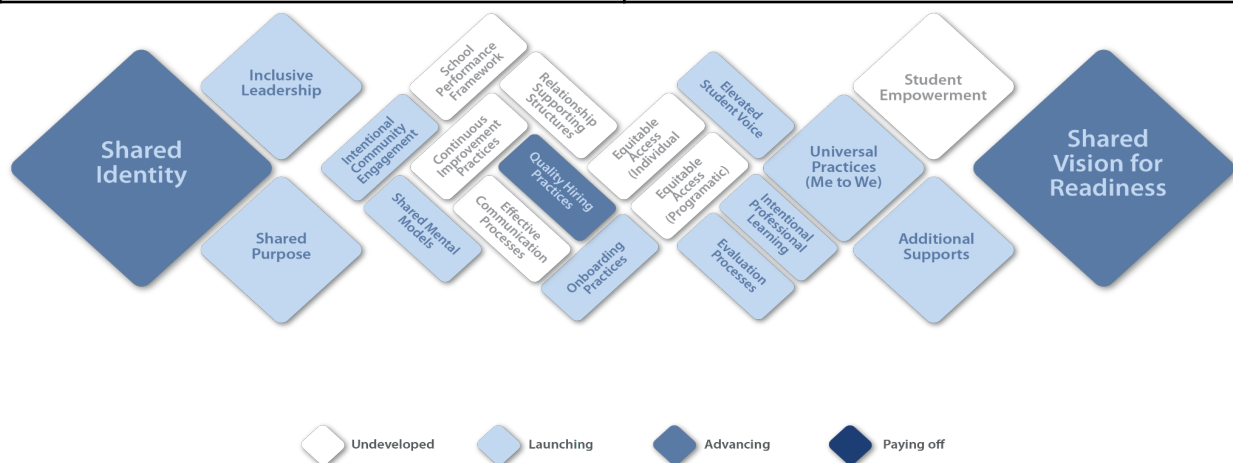 Shared
Identity
Inclusive
Leadership
Shared
Purpose
Intentional
Community
Engagement
Shared Mental
Models
School
Performance
Framework
Continuous
Improvement
Practices
Effective
Communication
Processes
Relationship
Supporting
Structures
Quality Hiring
Practices
Onboarding
Practices
Equitable
Access
(Individual
Equitable
Access
(Programatic)
Elevated
Student Voice
Intentional
Professional
Learning
Evaluation
Processes
Universal
Practices
(Me to We)
Student
Empowerment
Additional
Supports
Shared
Vision for
Readiness
Undeveloped
Launching
Advancing
Paying off